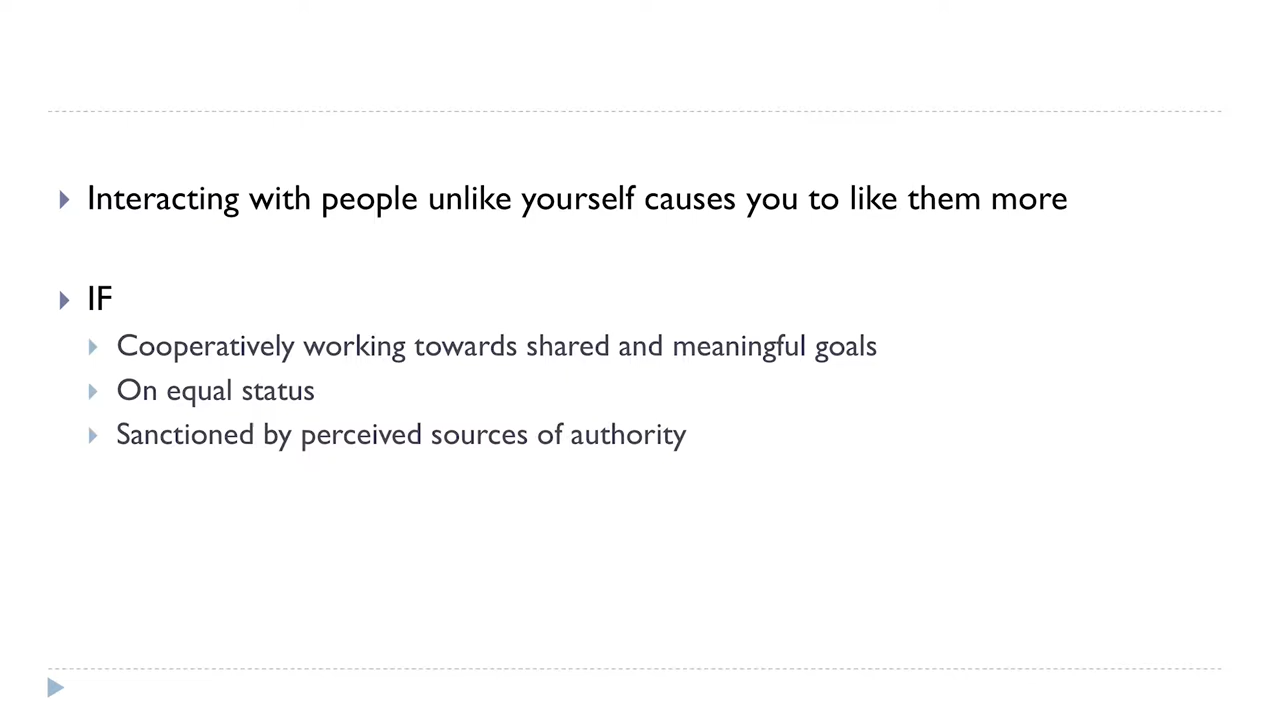 Interacting with people unlike yourself causes you to like them more
IF
Cooperatively working towards shared and meaningful goals
On equal status
Sanctioned by perceived sources of authority